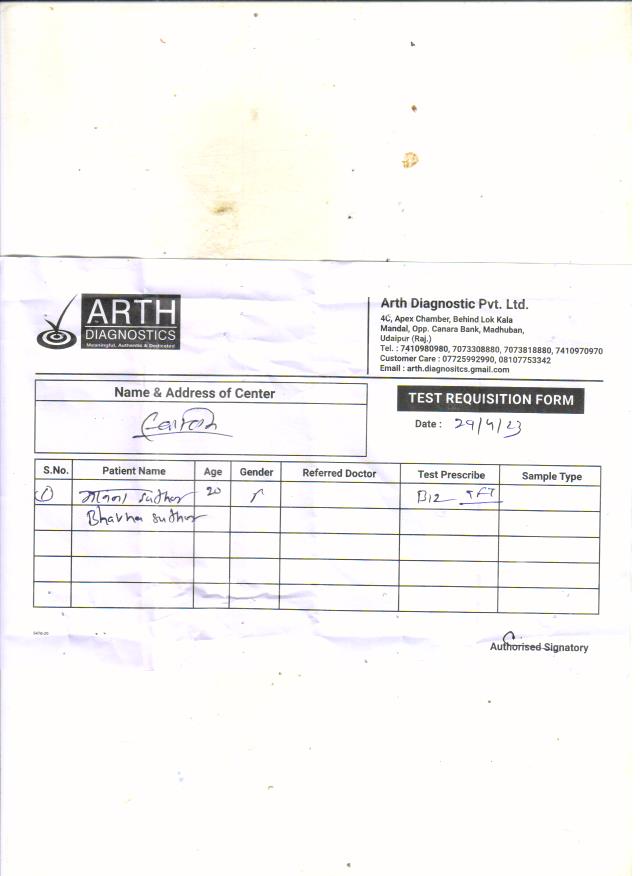 ARTH
DIAGNOSTICS
Meaningful, Authentic & Dedicated
Arth Diagnostic Pvt. Ltd.
4C, Apex Chamber, Behind Lok Kala
Mandal, Opp. Canara Bank, Madhuban,
Udaipur (Raj.)
Tel. : 7410980980, 7073308880, 7073818880, 7410970970
Customer Care : 07725992990, 08107753342
Email : arth.diagnositcs.gmail.com
Name & Address of Center
TEST REQUISITION FORM
Date : 29/4/23
S.No. Patient Name Age Gender Referred Doctor Test Prescribe Sample Type
① भावना Suthar 20 F B12 TFT
Bhavna Suthar
Authorised Signatory